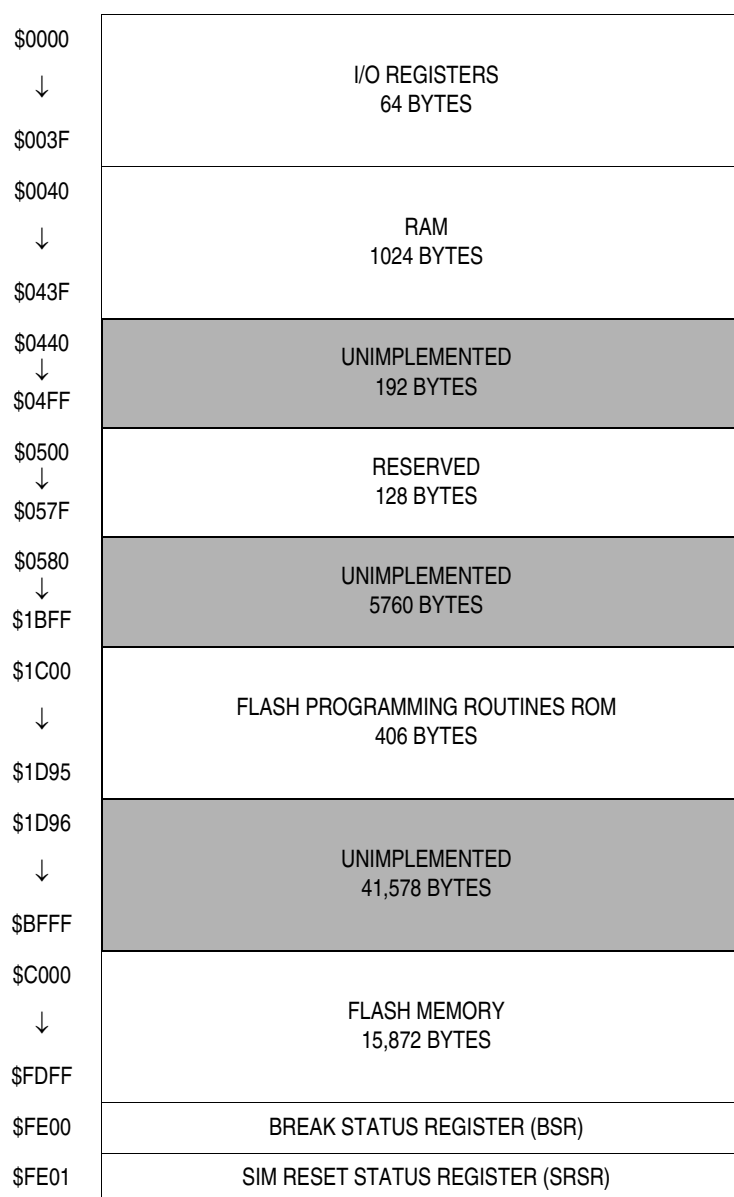 $0000
↓
$003F
I/O REGISTERS
64 BYTES
$0040
↓
$043F
RAM
1024 BYTES
$0440
↓
$04FF
UNIMPLEMENTED
192 BYTES
$0500
↓
$057F
RESERVED
128 BYTES
$0580
↓
$1BFF
UNIMPLEMENTED
5760 BYTES
$1C00
↓
$1D95
FLASH PROGRAMMING ROUTINES ROM
406 BYTES
$1D96
↓
$BFFF
UNIMPLEMENTED
41,578 BYTES
$C000
↓
$FDFF
FLASH MEMORY
15,872 BYTES
$FE00 BREAK STATUS REGISTER (BSR)
$FE01 SIM RESET STATUS REGISTER (SRSR)